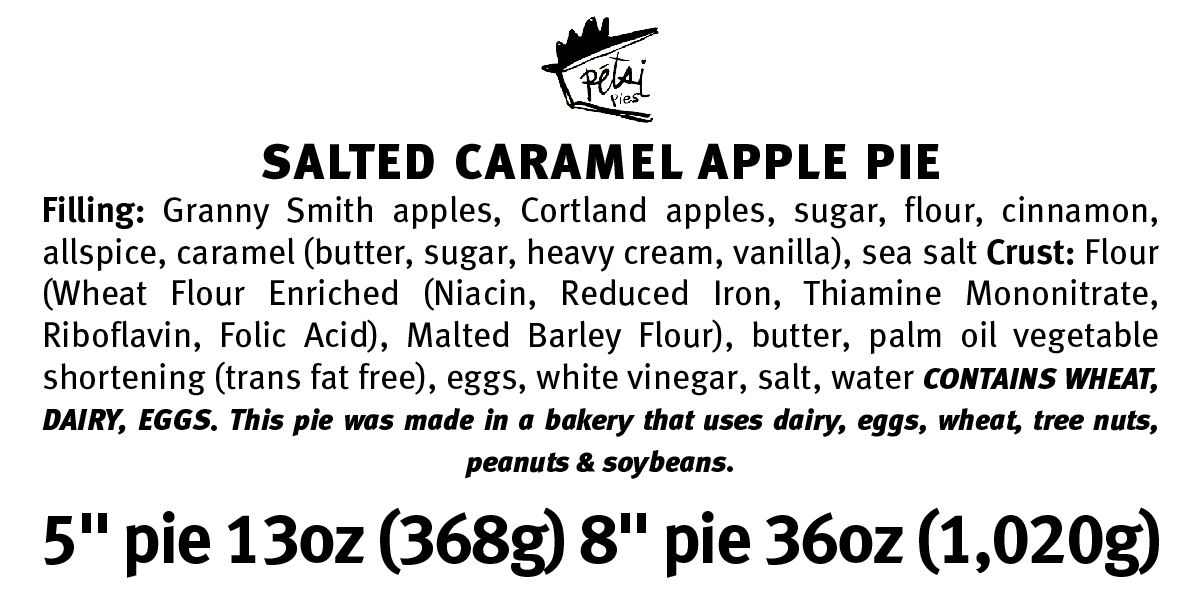 pétsi
Pies
SALTED CARAMEL APPLE PIE
Filling: Granny Smith apples, Cortland apples, sugar, flour, cinnamon,
allspice, caramel (butter, sugar, heavy cream, vanilla), sea salt Crust: Flour
(Wheat Flour Enriched (Niacin, Reduced Iron, Thiamine Mononitrate,
Riboflavin, Folic Acid), Malted Barley Flour), butter, palm oil vegetable
shortening (trans fat free), eggs, white vinegar, salt, water CONTAINS WHEAT,
DAIRY, EGGS. This pie was made in a bakery that uses dairy, eggs, wheat, tree nuts,
peanuts & soybeans.
5" pie 13oz (368g) 8" pie 36oz (1,020g)